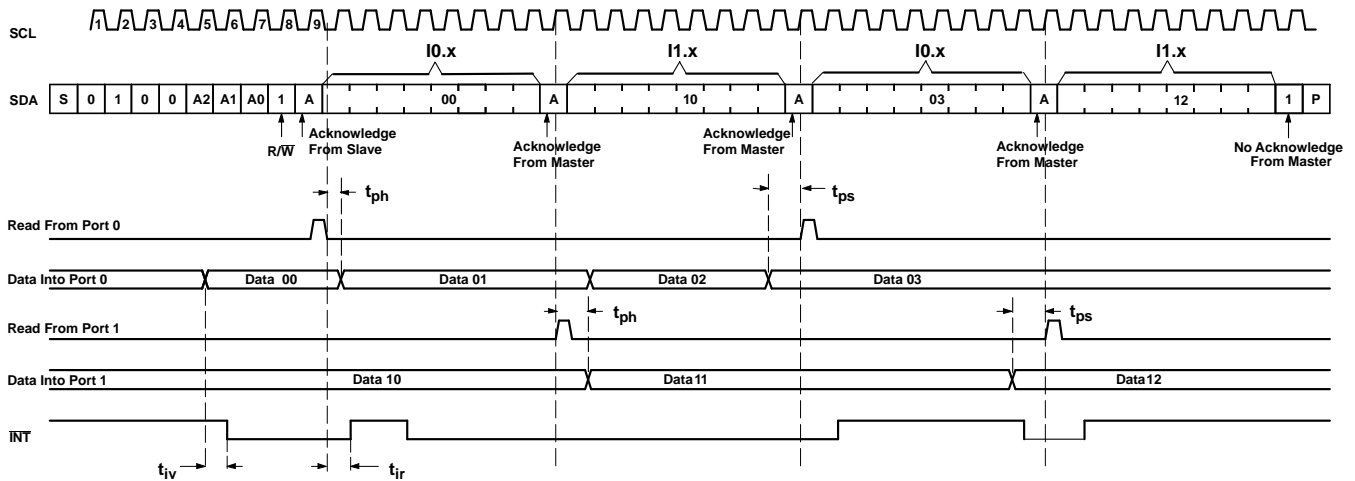 SCL
1 2 3 4 5 6 7 8 9
I0.x I1.x I0.x I1.x
SDA S 0 1 0 0 A2 A1 A0 1 A 00 A 10 A 03 A 12 1 P
R/W
Acknowledge
From Slave
Acknowledge
From Master
Acknowledge
From Master
Acknowledge
From Master
No Acknowledge
From Master
tph tps
Read From Port 0
Data Into Port 0 Data 00 Data 01 Data 02 Data 03
tph tps
Read From Port 1
Data Into Port 1 Data 10 Data11 Data12
INT
tiv tir